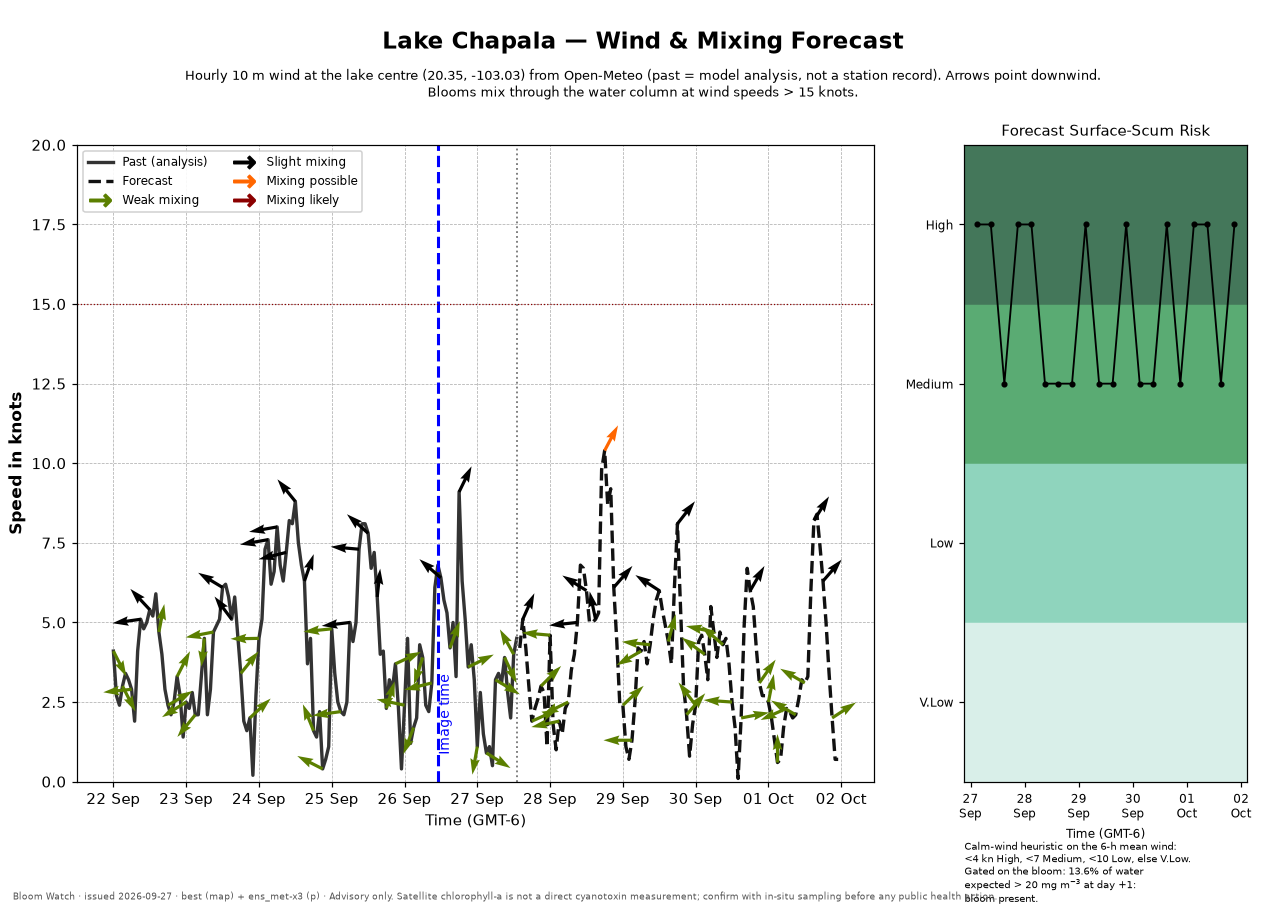 Lake Chapala — Wind & Mixing Forecast
Hourly 10 m wind at the lake centre (20.35, -103.03) from Open-Meteo (past = model analysis, not a station record). Arrows point downwind.
Blooms mix through the water column at wind speeds > 15 knots.
Past (analysis)
Forecast
Weak mixing
Slight mixing
Mixing possible
Mixing likely
Speed in knots
20.0
17.5
15.0
12.5
10.0
7.5
5.0
2.5
0.0
Image time
22 Sep 23 Sep 24 Sep 25 Sep 26 Sep 27 Sep 28 Sep 29 Sep 30 Sep 01 Oct 02 Oct
Time (GMT-6)
Forecast Surface-Scum Risk
High
Medium
Low
V.Low
27 28 29 30 01 02
Sep Sep Sep Sep Oct Oct
Time (GMT-6)
Calm-wind heuristic on the 6-h mean wind:
<4 kn High, <7 Medium, <10 Low, else V.Low.
Gated on the bloom: 13.6% of water
expected > 20 mg m⁻³ at day +1:
bloom present.
Bloom Watch · issued 2026-09-27 · best (map) + ens_met-x3 (p) · Advisory only. Satellite chlorophyll-a is not a direct cyanotoxin measurement; confirm with in-situ sampling before any public health action.